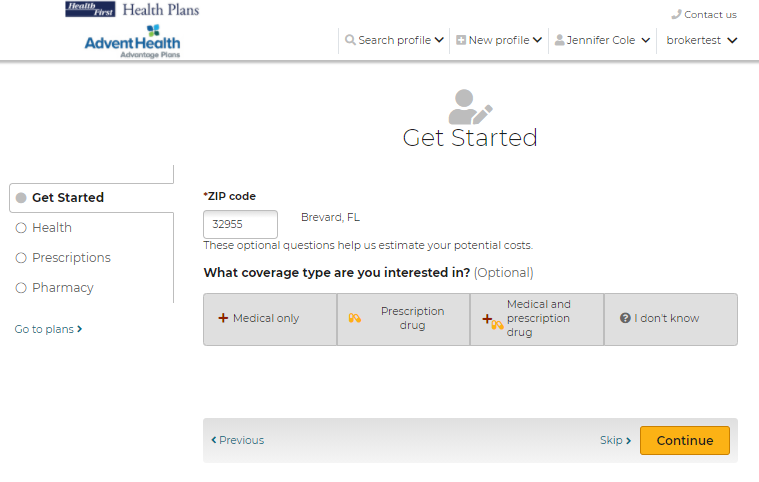 Health First Health Plans
Contact us
AdventHealth
Advantage Plans
Search profile
New profile
Jennifer Cole
brokertest
Get Started
Get Started
Health
Prescriptions
Pharmacy
Go to plans
*ZIP code
32955
Brevard, FL
These optional questions help us estimate your potential costs.
What coverage type are you interested in? (Optional)
Medical only
Prescription
drug
Medical and
prescription
drug
I don't know
Previous
Skip
Continue